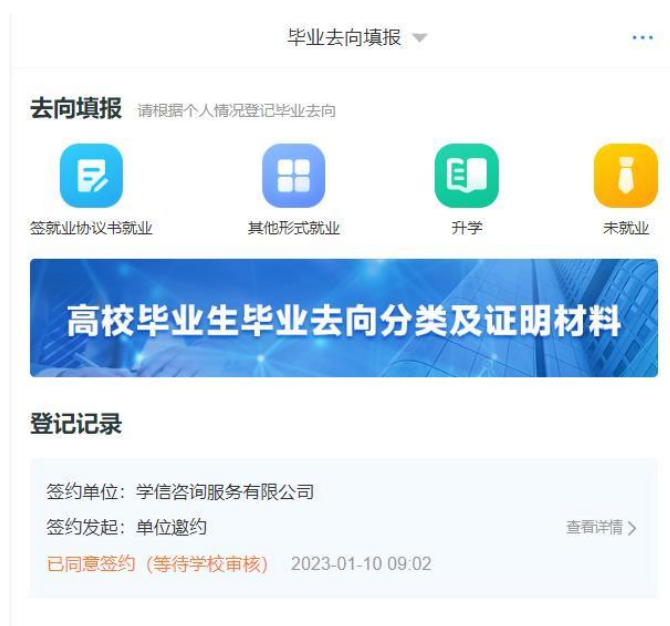 毕业去向填报
去向填报 请根据个人情况登记毕业去向
签就业协议书就业 其他形式就业 升学 未就业
高校毕业生毕业去向分类及证明材料
登记记录
签约单位：学信咨询服务有限公司
签约发起：单位邀约 查看详情
已同意签约（等待学校审核） 2023-01-10 09:02